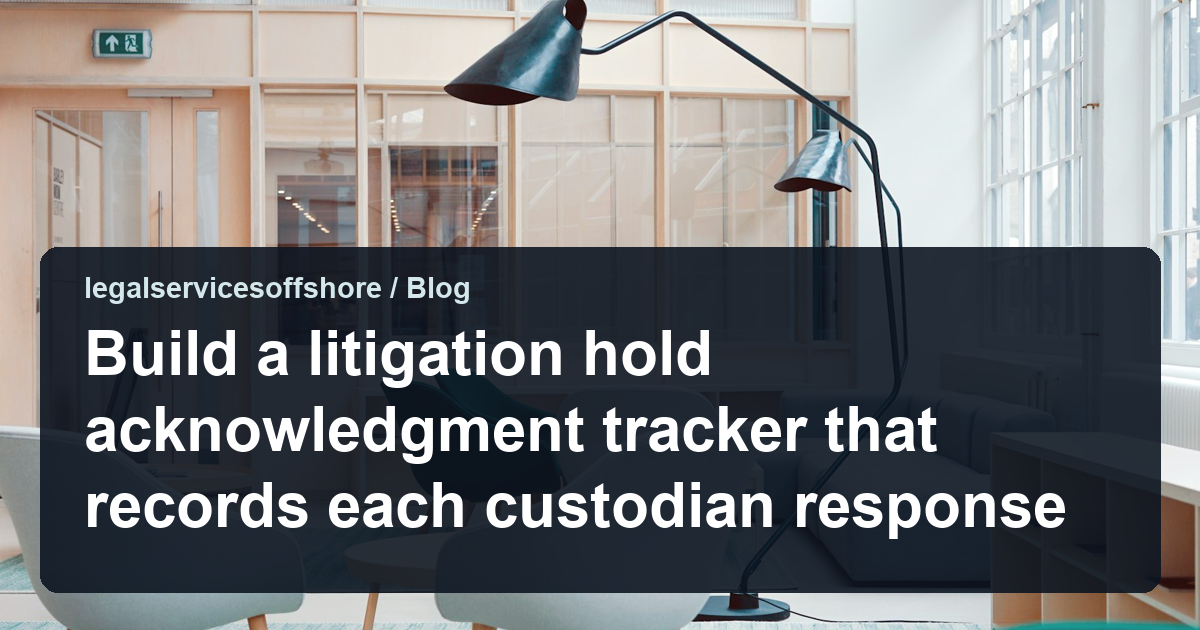 legalservicesoffshore / Blog
Build a litigation hold
acknowledgment tracker that
records each custodian response